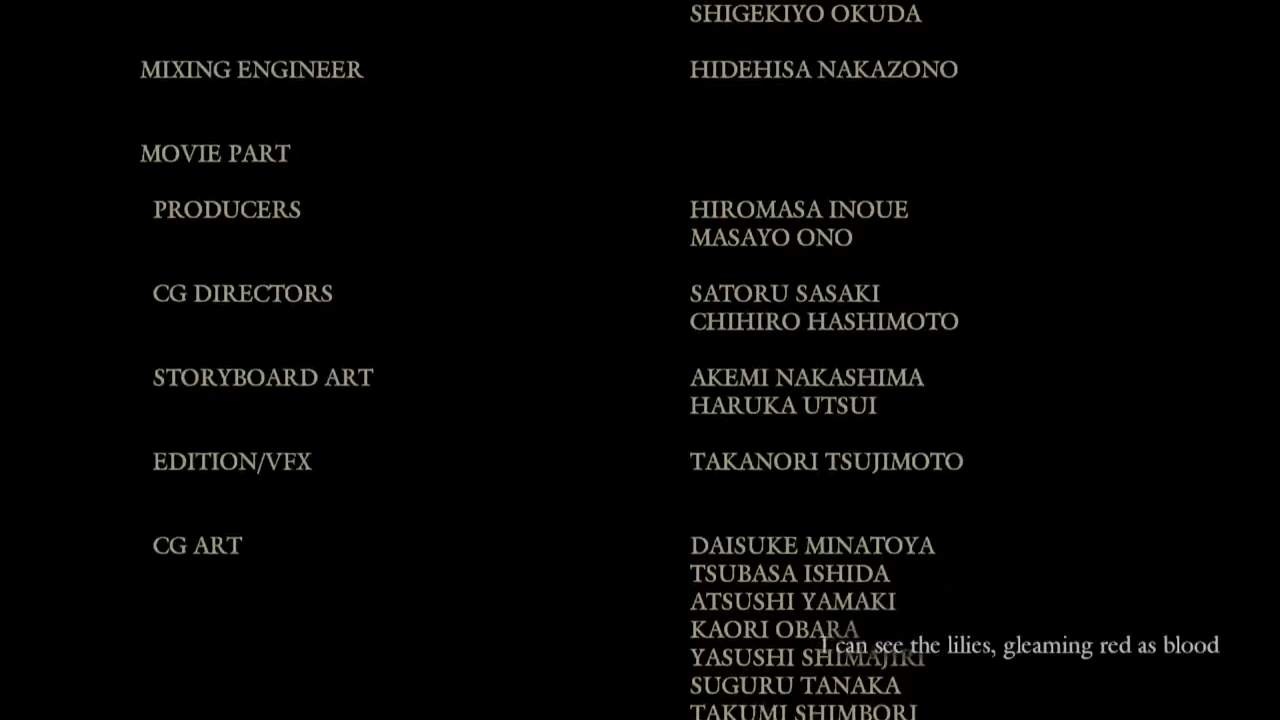 SHIGEKIYO OKUDA
MIXING ENGINEER HIDEHISA NAKAZONO
MOVIE PART
PRODUCERS HIROMASA INOUE
MASAYO ONO
CG DIRECTORS SATORU SASAKI
CHIHIRO HASHIMOTO
STORYBOARD ART AKEMI NAKASHIMA
HARUKA UTSUI
EDITION/VFX TAKANORI TSUJIMOTO
CG ART DAISUKE MINATOYA
TSUBASA ISHIDA
ATSUSHI YAMAKI
KAORI OBARA
I can see the lilies, gleaming red as blood
YASUSHI SHIMAJIRI
SUGURU TANAKA
TAKUMI SHIMBORI